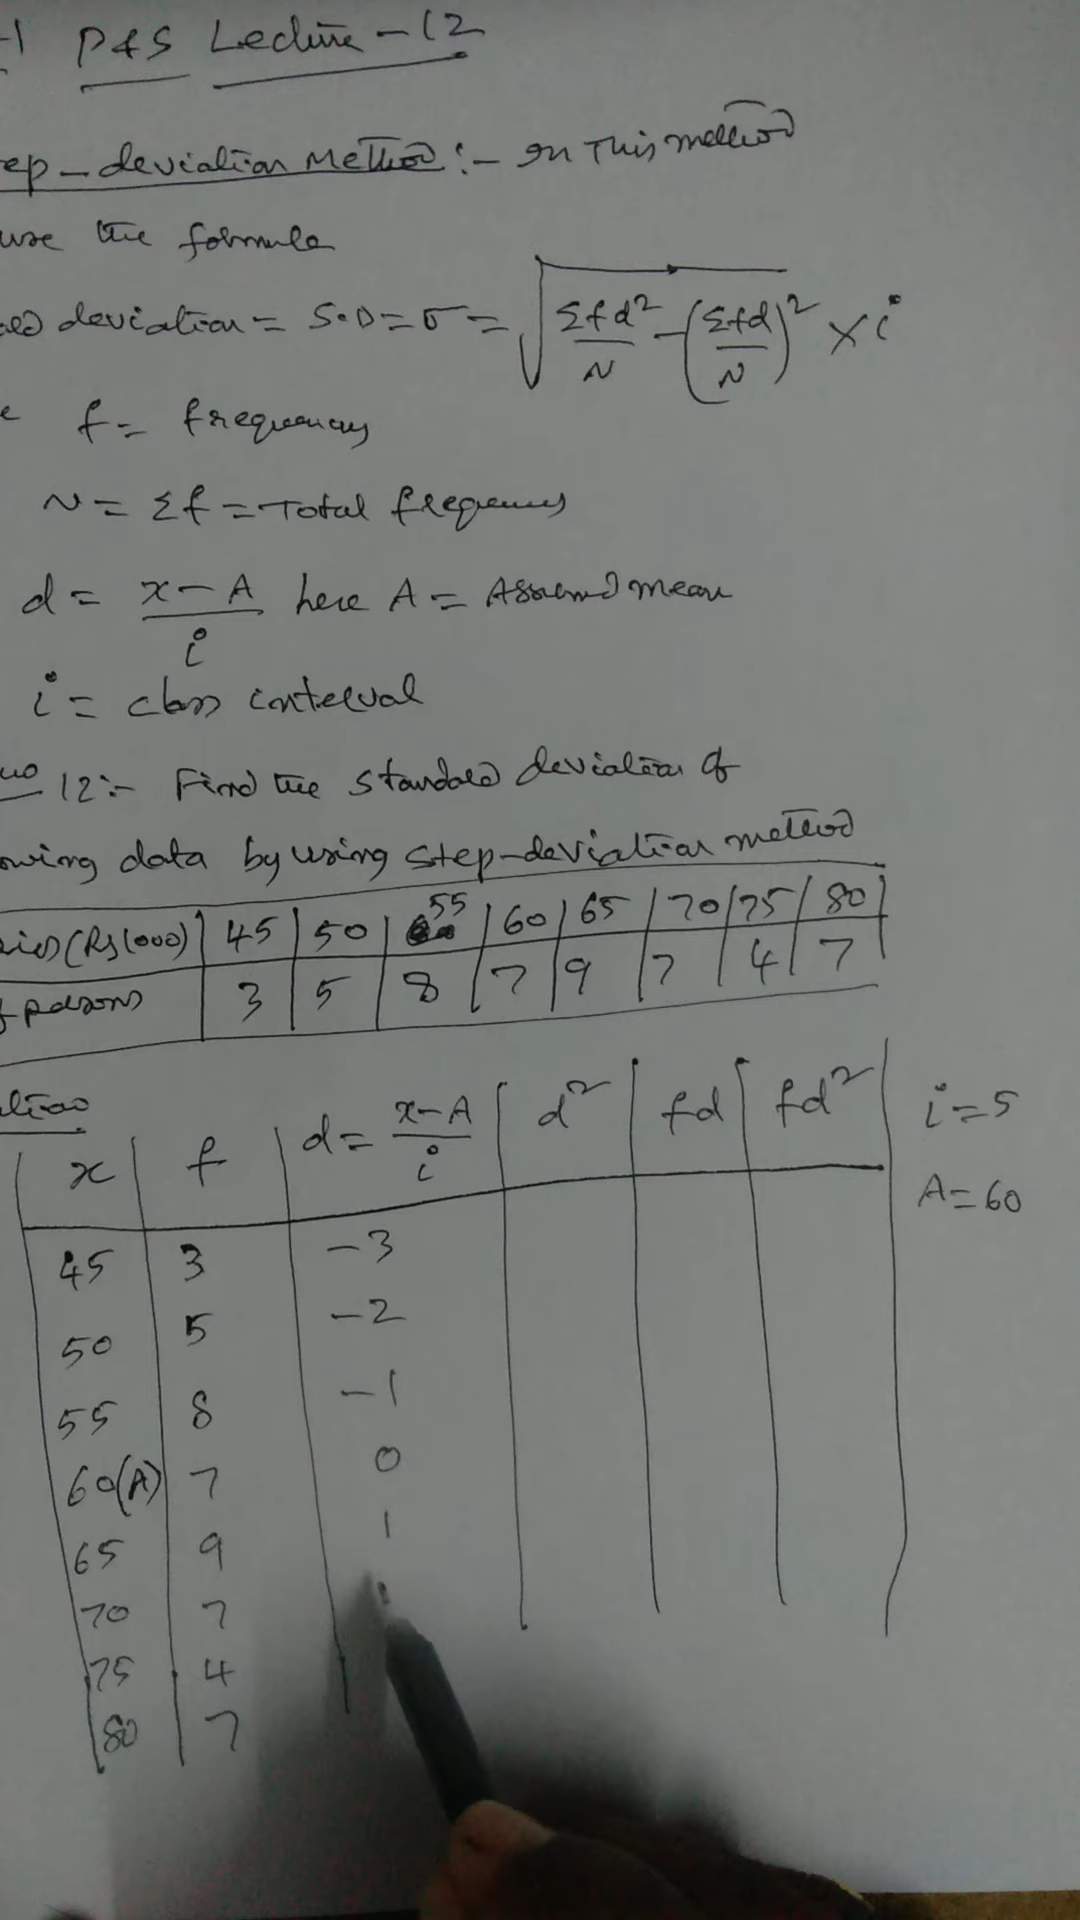 -1 P&S Lecture-12
ep-deviation Method:- In This method
use the formula
deviation = S.D = σ = √(Σfd²/N - (Σfd/N)²) × i
e f = frequency
N = Σf = Total frequency
d = (x-A)/i here A = Assumed mean
i = class interval
12:- Find the standard deviation of
owing data by using step-deviation method
ries (Rs 1000) 45 50 55 60 65 70 75 80
f persons 3 5 8 7 9 7 4 7
x f d = (x-A)/i d² fd fd² i=5
A=60
45 3 -3
50 5 -2
55 8 -1
60(A) 7 0
65 9 1
70 7
75 4
80 7